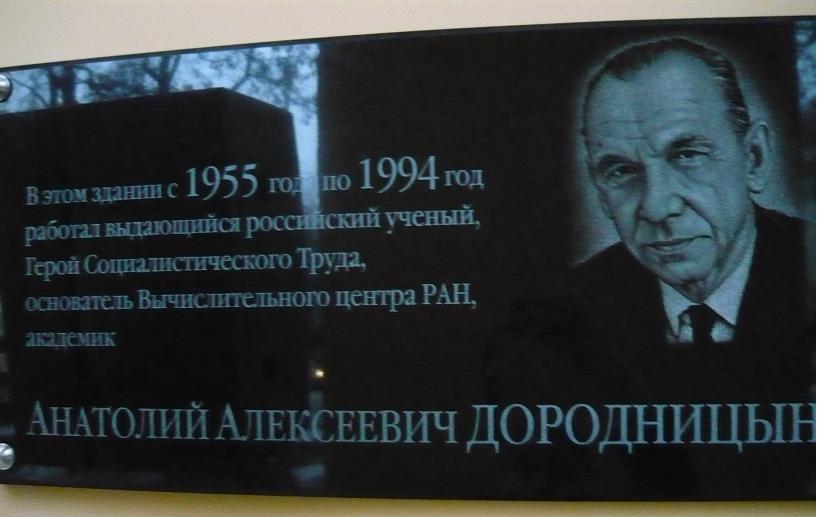 В этом здании с 1955 года по 1994 год
работал выдающийся российский ученый,
Герой Социалистического Труда,
основатель Вычислительного центра РАН,
академик
АНАТОЛИЙ АЛЕКСЕЕВИЧ ДОРОДНИЦЫН